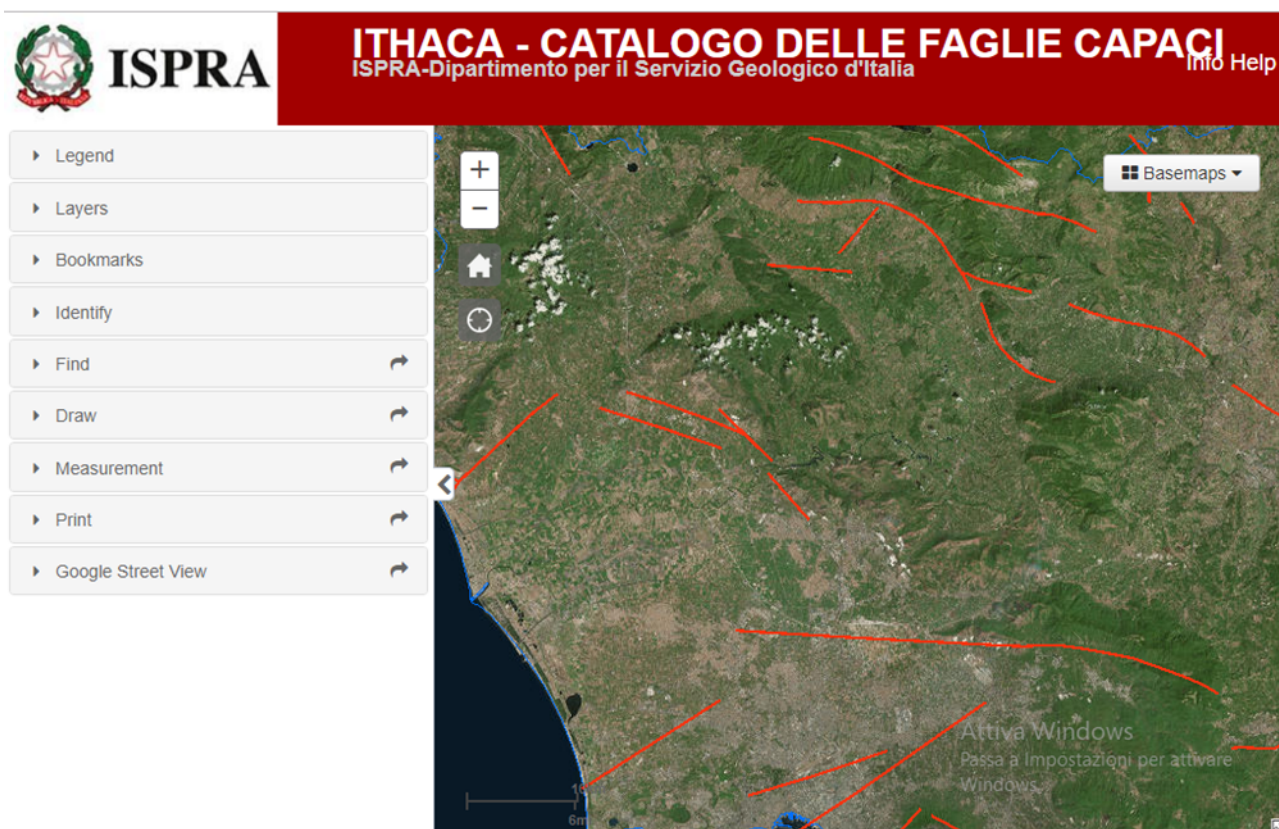 ISPRA
ITHACA - CATALOGO DELLE FAGLIE CAPACI
ISPRA-Dipartimento per il Servizio Geologico d'Italia
Info Help
Legend
Layers
Bookmarks
Identify
Find
Draw
Measurement
Print
Google Street View
+
−
Basemaps
Attiva Windows
Passa a Impostazioni per attivare
Windows.